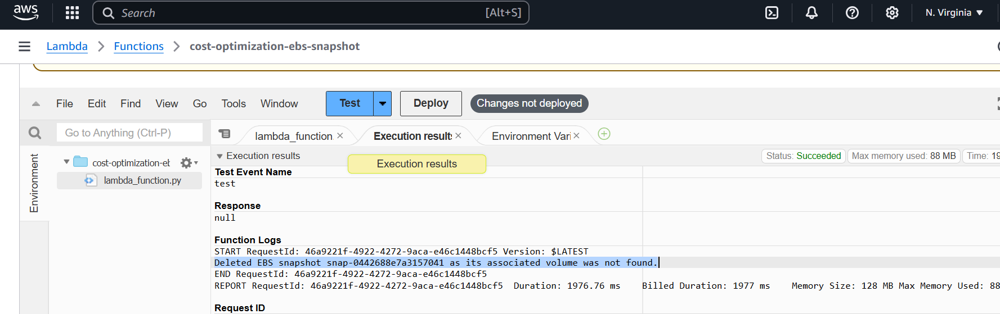 aws Search [Alt+S] N. Virginia
Lambda Functions cost-optimization-ebs-snapshot
File Edit Find View Go Tools Window Test Deploy Changes not deployed
Go to Anything (Ctrl-P) lambda_function. Execution results Environment Vari
Execution results Status: Succeeded Max memory used: 88 MB Time: 19
Execution results
Environment
cost-optimization-eb
lambda_function.py
Test Event Name
test
Response
null
Function Logs
START RequestId: 46a9221f-4922-4272-9aca-e46c1448bcf5 Version: $LATEST
Deleted EBS snapshot snap-0442688e7a3157041 as its associated volume was not found.
END RequestId: 46a9221f-4922-4272-9aca-e46c1448bcf5
REPORT RequestId: 46a9221f-4922-4272-9aca-e46c1448bcf5 Duration: 1976.76 ms Billed Duration: 1977 ms Memory Size: 128 MB Max Memory Used: 88
Request ID